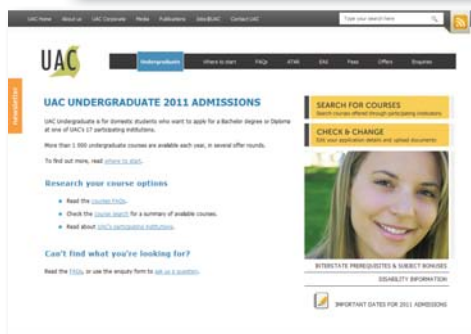 UAC Home About us UAC Corporate Media Publications Jobs@UAC Contact UAC Type your search here
UAC
Undergraduate Where to start FAQs ATAR EAS Fees Offers Enquiries
newsletter
UAC UNDERGRADUATE 2011 ADMISSIONS
UAC Undergraduate is for domestic students who want to apply for a Bachelor degree or Diploma
at one of UAC's 17 participating institutions.
More than 1 000 undergraduate courses are available each year, in several offer rounds.
To find out more, read where to start.
Research your course options
Read the courses FAQs.
Check the course search for a summary of available courses.
Read about UAC's participating institutions.
Can't find what you're looking for?
Read the FAQs, or use the enquiry form to ask us a question.
SEARCH FOR COURSES
Search courses offered through participating institutions
CHECK & CHANGE
Edit your application details and upload documents
INTERSTATE PREREQUISITES & SUBJECT BONUSES
DISABILITY INFORMATION
IMPORTANT DATES FOR 2011 ADMISSIONS